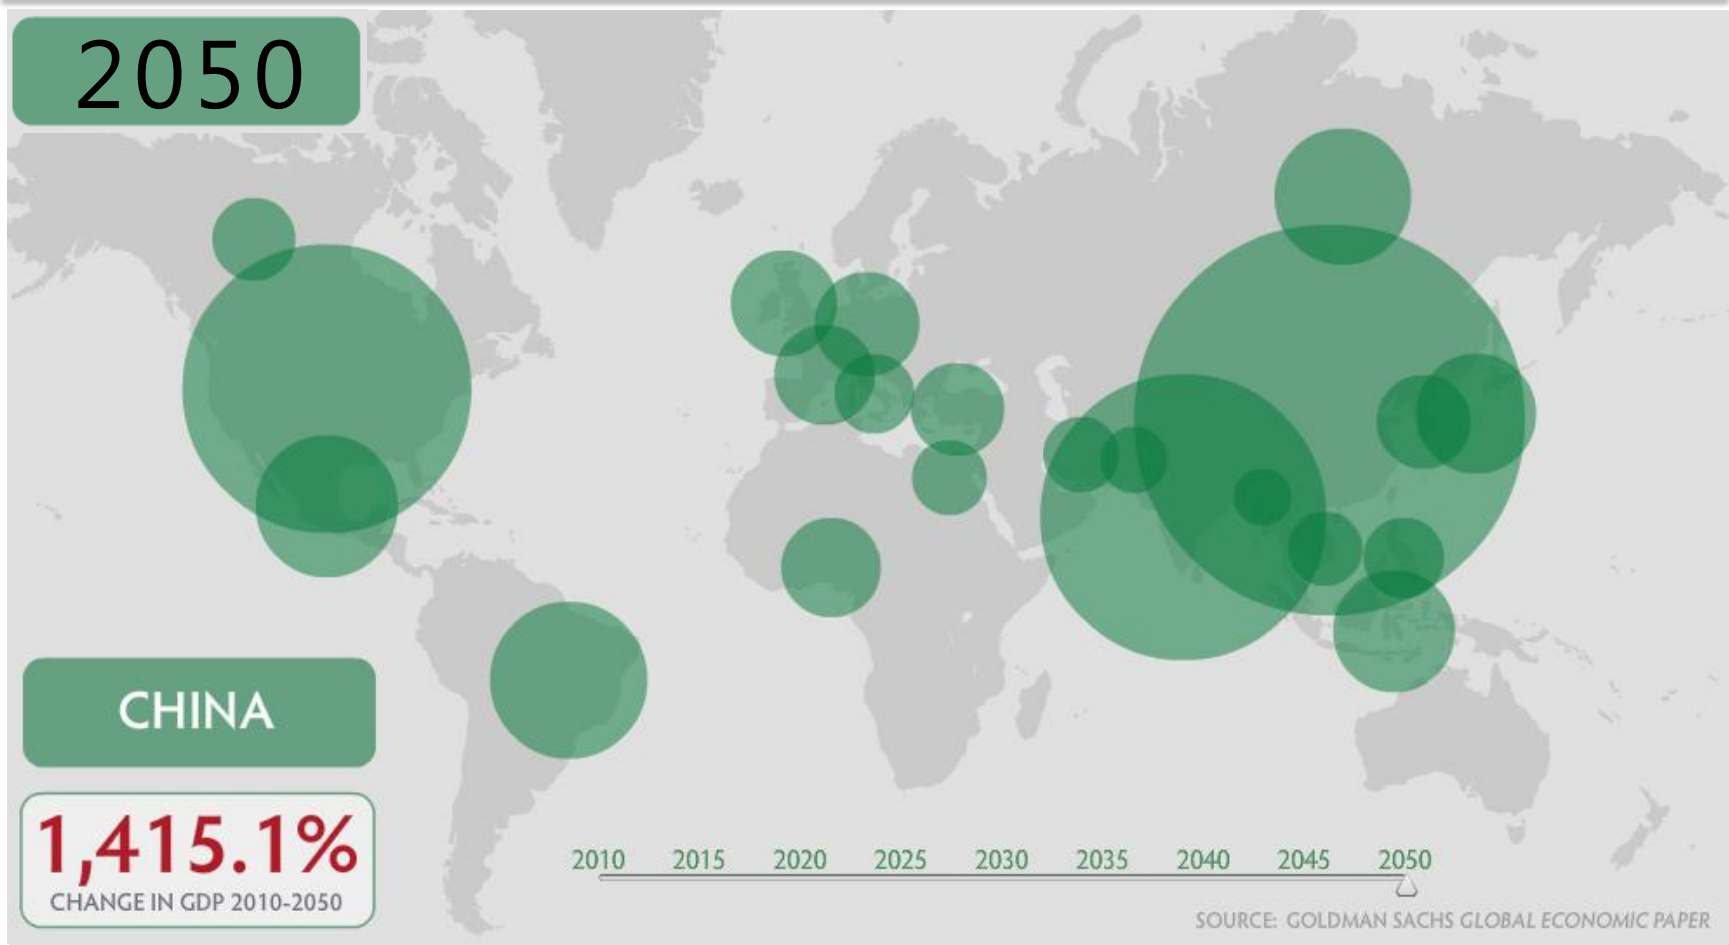 2050
CHINA
1,415.1%
CHANGE IN GDP 2010-2050
2010 2015 2020 2025 2030 2035 2040 2045 2050
SOURCE: GOLDMAN SACHS GLOBAL ECONOMIC PAPER